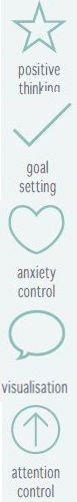 positive
thinking
goal
setting
anxiety
control
visualisation
attention
control